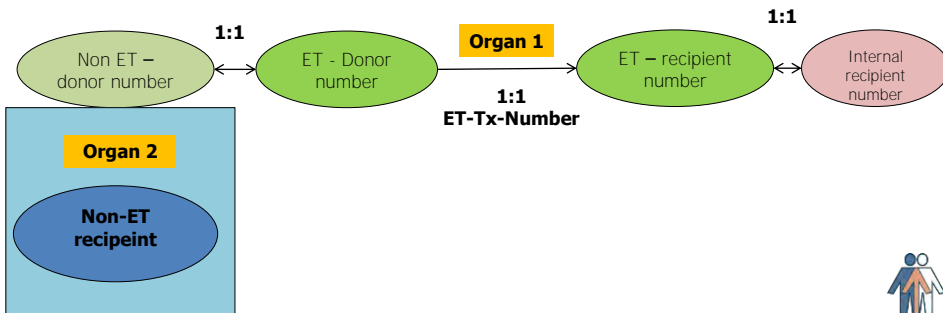 1:1
1:1
Non ET –
donor number
ET - Donor
number
Organ 1
ET – recipient
number
Internal
recipient
number
1:1
ET-Tx-Number
Organ 2
Non-ET
recipeint